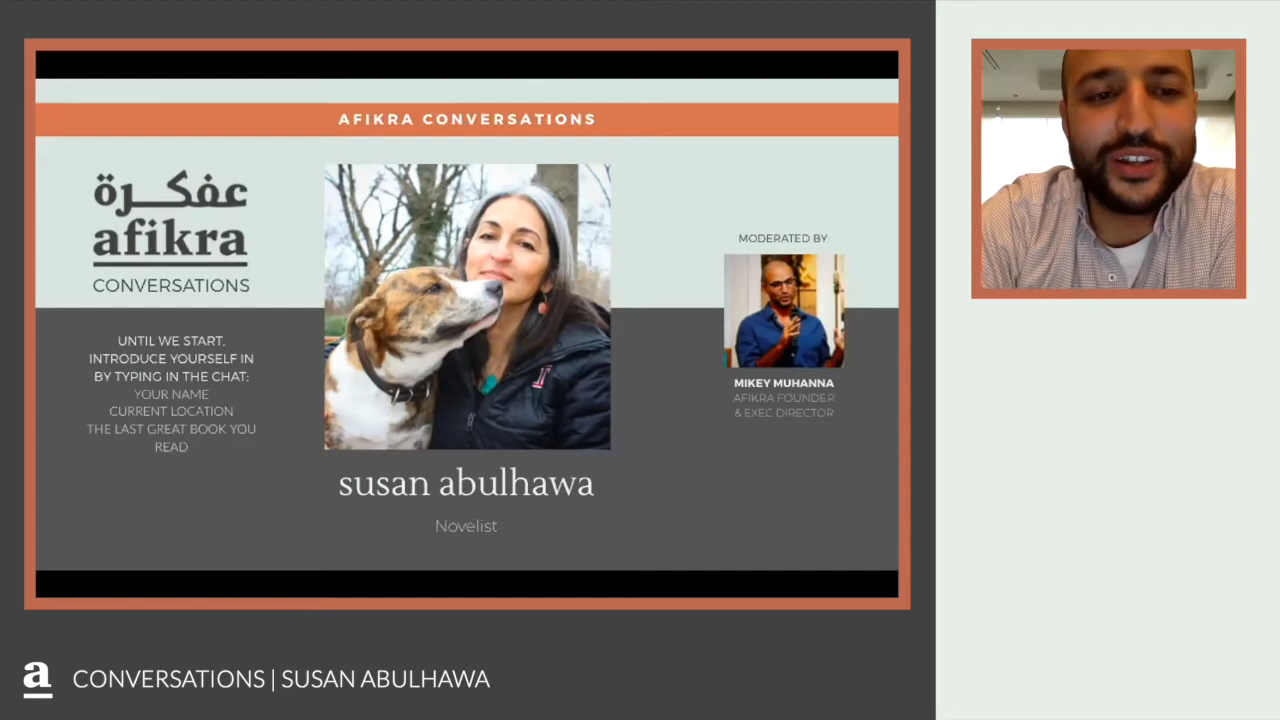 AFIKRA CONVERSATIONS
عفكرة
afikra
CONVERSATIONS
UNTIL WE START,
INTRODUCE YOURSELF IN
BY TYPING IN THE CHAT:
YOUR NAME
CURRENT LOCATION
THE LAST GREAT BOOK YOU
READ
susan abulhawa
Novelist
MODERATED BY:
MIKEY MUHANNA
AFIKRA FOUNDER
& EXEC DIRECTOR
a CONVERSATIONS | SUSAN ABULHAWA